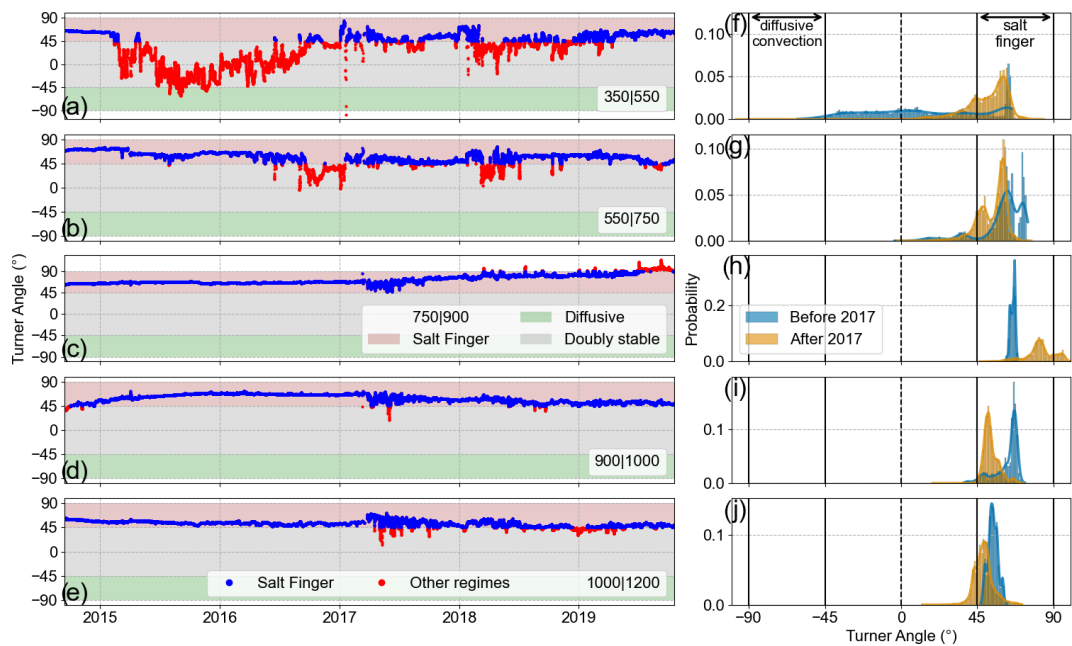 90
45
0
−45
−90
(a)
350|550
90
45
0
−45
−90
(b)
550|750
90
45
0
−45
−90
(c)
750|900
Salt Finger
Diffusive
Doubly stable
90
45
0
−45
−90
(d)
900|1000
90
45
0
−45
−90
(e)
Salt Finger
Other regimes
1000|1200
2015
2016
2017
2018
2019
Turner Angle (°)
(f)
diffusive
convection
salt
finger
0.10
0.05
0.00
(g)
0.10
0.05
0.00
(h)
0.2
0.0
Before 2017
After 2017
(i)
0.1
0.0
(j)
0.1
0.0
−90
−45
0
45
90
Turner Angle (°)
Probability